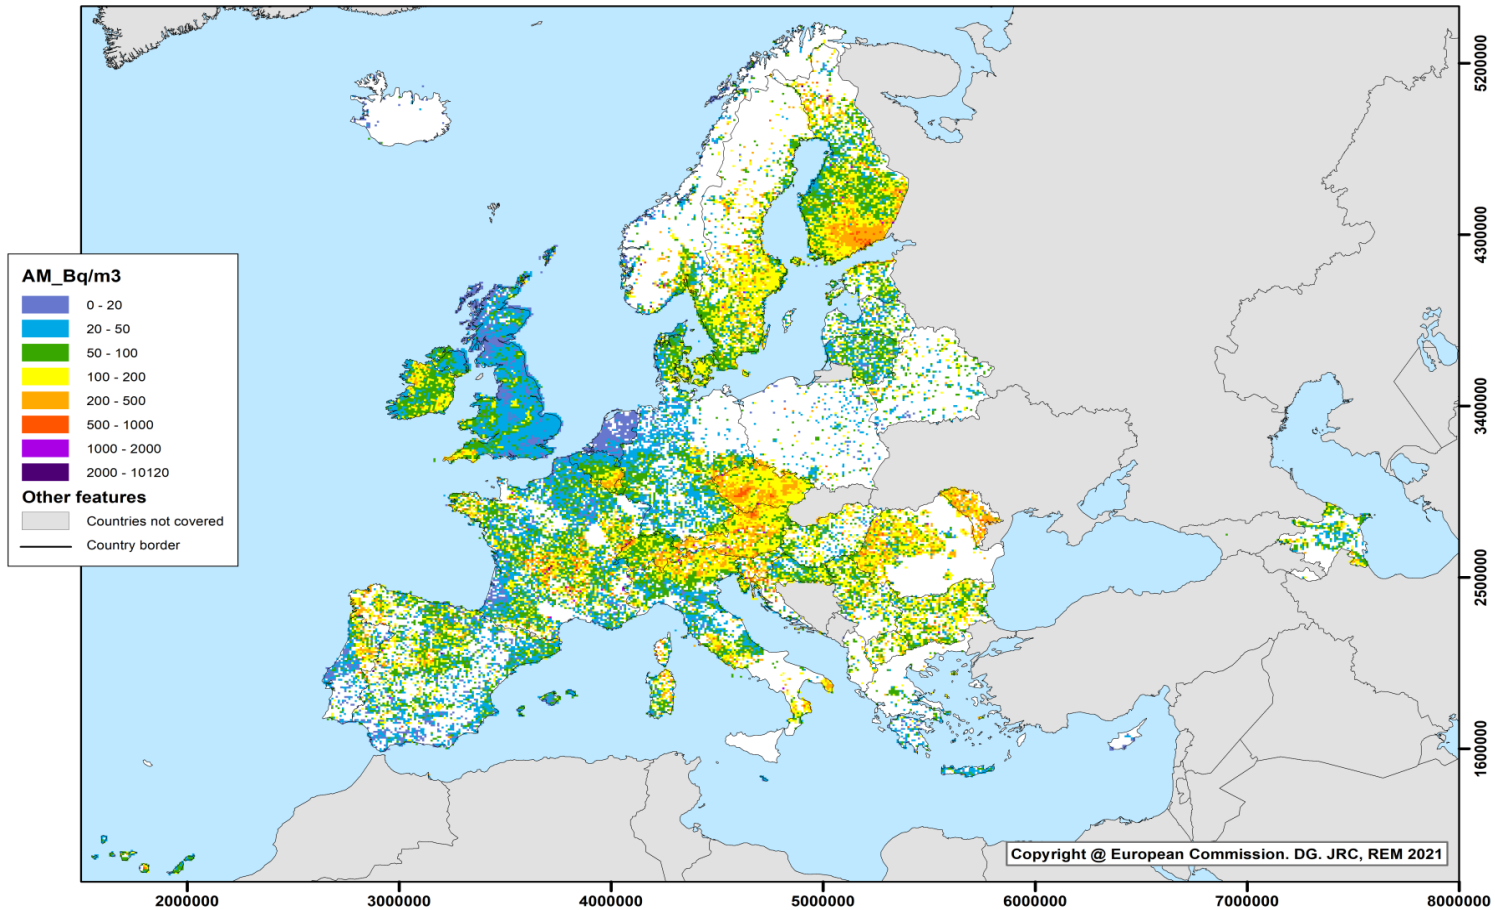 AM_Bq/m3
0 - 20
20 - 50
50 - 100
100 - 200
200 - 500
500 - 1000
1000 - 2000
2000 - 10120
Other features
Countries not covered
Country border
5200000
4300000
3400000
2500000
1600000
Copyright @ European Commission. DG. JRC, REM 2021
2000000 3000000 4000000 5000000 6000000 7000000 8000000